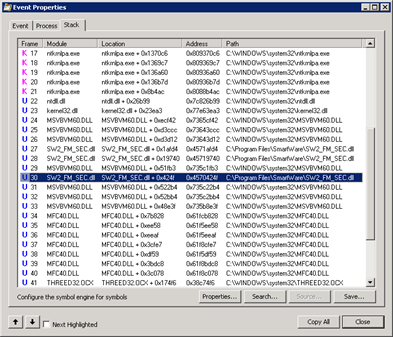 Event Properties
Event Process Stack
Frame Module Location Address Path
K 17 ntkrnlpa.exe ntkrnlpa.exe + 0x1370c6 0x809370c6 C:\WINDOWS\system32\ntkrnlpa.exe
K 18 ntkrnlpa.exe ntkrnlpa.exe + 0x1369c7 0x809369c7 C:\WINDOWS\system32\ntkrnlpa.exe
K 19 ntkrnlpa.exe ntkrnlpa.exe + 0x136a60 0x80936a60 C:\WINDOWS\system32\ntkrnlpa.exe
K 20 ntkrnlpa.exe ntkrnlpa.exe + 0x136b7d 0x80936b7d C:\WINDOWS\system32\ntkrnlpa.exe
K 21 ntkrnlpa.exe ntkrnlpa.exe + 0x8b4ac 0x8088b4ac C:\WINDOWS\system32\ntkrnlpa.exe
U 22 ntdll.dll ntdll.dll + 0x26b99 0x7c826b99 C:\WINDOWS\system32\ntdll.dll
U 23 kernel32.dll kernel32.dll + 0x23ea3 0x77e63ea3 C:\WINDOWS\system32\kernel32.dll
U 24 MSVBVM60.DLL MSVBVM60.DLL + 0xecf42 0x7365cf42 C:\WINDOWS\system32\MSVBVM60.DLL
U 25 MSVBVM60.DLL MSVBVM60.DLL + 0xd3ccc 0x73643ccc C:\WINDOWS\system32\MSVBVM60.DLL
U 26 MSVBVM60.DLL MSVBVM60.DLL + 0xd3d12 0x73643d12 C:\WINDOWS\system32\MSVBVM60.DLL
U 27 SW2_FM_SEC.dll SW2_FM_SEC.dll + 0x1afd4 0x4571afd4 C:\Program Files\SmartWare\SW2_FM_SEC.dll
U 28 SW2_FM_SEC.dll SW2_FM_SEC.dll + 0x19740 0x45719740 C:\Program Files\SmartWare\SW2_FM_SEC.dll
U 29 MSVBVM60.DLL MSVBVM60.DLL + 0x51fb3 0x735c1fb3 C:\WINDOWS\system32\MSVBVM60.DLL
U 30 SW2_FM_SEC.dll SW2_FM_SEC.dll + 0x424f 0x4570424f C:\Program Files\SmartWare\SW2_FM_SEC.dll
U 31 MSVBVM60.DLL MSVBVM60.DLL + 0x522b4 0x735c22b4 C:\WINDOWS\system32\MSVBVM60.DLL
U 32 MSVBVM60.DLL MSVBVM60.DLL + 0x522b4 0x735c22b4 C:\WINDOWS\system32\MSVBVM60.DLL
U 33 MSVBVM60.DLL MSVBVM60.DLL + 0x48e3f 0x735b8e3f C:\WINDOWS\system32\MSVBVM60.DLL
U 34 MFC40.DLL MFC40.DLL + 0x7b828 0x61fcb828 C:\WINDOWS\system32\MFC40.DLL
U 35 MFC40.DLL MFC40.DLL + 0xee58 0x61f5ee58 C:\WINDOWS\system32\MFC40.DLL
U 36 MFC40.DLL MFC40.DLL + 0xeeaf 0x61f5eeaf C:\WINDOWS\system32\MFC40.DLL
U 37 MFC40.DLL MFC40.DLL + 0x3cfe7 0x61f8cfe7 C:\WINDOWS\system32\MFC40.DLL
U 38 MFC40.DLL MFC40.DLL + 0xdf59 0x61f5df59 C:\WINDOWS\system32\MFC40.DLL
U 39 MFC40.DLL MFC40.DLL + 0x3bdc8 0x61f8bdc8 C:\WINDOWS\system32\MFC40.DLL
U 40 MFC40.DLL MFC40.DLL + 0x3c078 0x61f8c078 C:\WINDOWS\system32\MFC40.DLL
U 41 THREED32.OCX THREED32.OCX + 0x174f6 0x38c74f6 C:\WINDOWS\system32\THREED32.OCX
Configure the symbol engine for symbols Properties... Search... Source... Save...
Next Highlighted Copy All Close